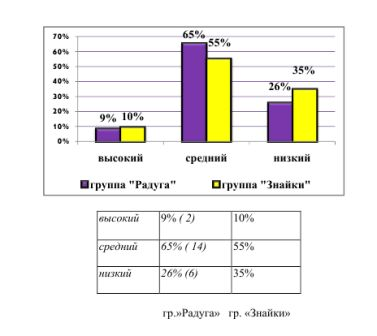 70%
60%
50%
40%
30%
20%
10%
0%
9% 10%
65%
55%
26%
35%
высокий средний низкий
группа "Радуга" группа "Знайки"
высокий 9% ( 2) 10%
средний 65% ( 14) 55%
низкий 26% (6) 35%
гр.»Радуга» гр. «Знайки»